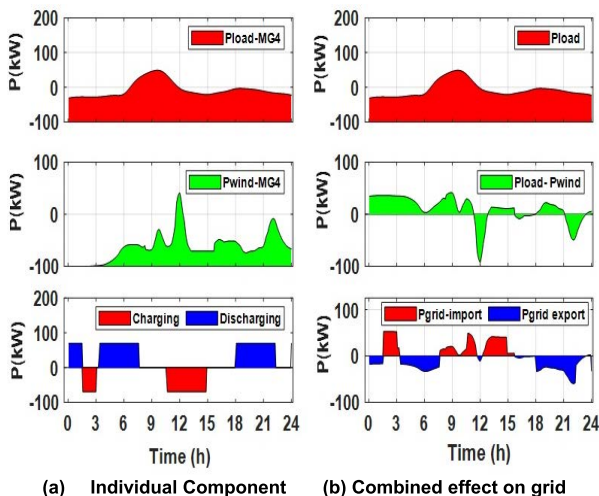 200
100
0
-100
P(kW)
Pload-MG4
200
100
0
-100
P(kW)
Pload
100
0
-100
P(kW)
Pwind-MG4
100
0
-100
P(kW)
Pload- Pwind
200
100
0
-100
P(kW)
Charging Discharging
0 3 6 9 12 15 18 21 24
Time (h)
100
0
-100
P(kW)
Pgrid-import Pgrid export
0 3 6 9 12 15 18 21 24
Time (h)
(a) Individual Component
(b) Combined effect on grid